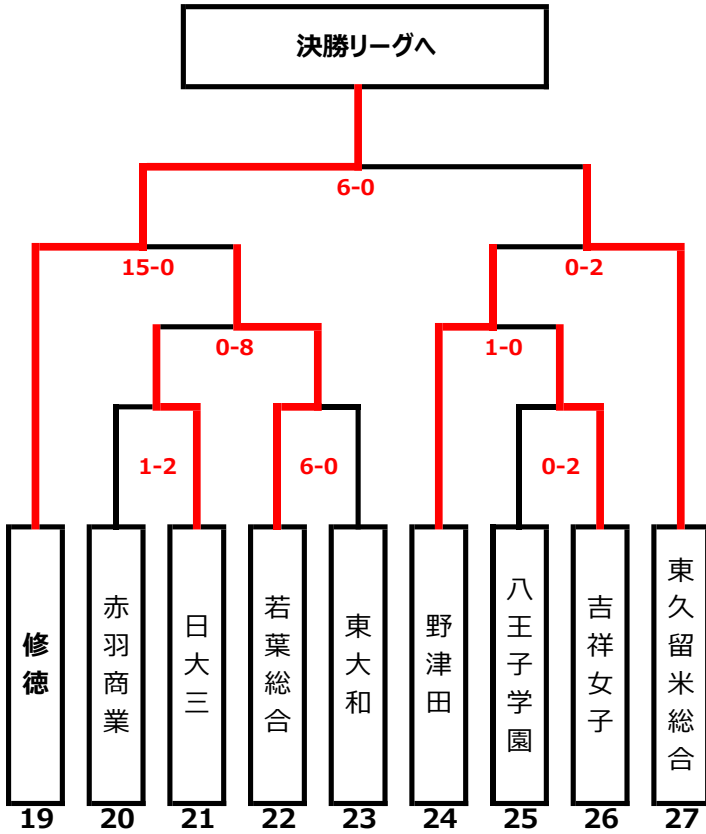 決勝リーグへ
6-0
15-0
0-2
0-8
1-0
1-2
6-0
0-2
修徳
赤羽商業
日大三
若葉総合
東大和
野津田
八王子学園
吉祥女子
東久留米総合
19 20 21 22 23 24 25 26 27